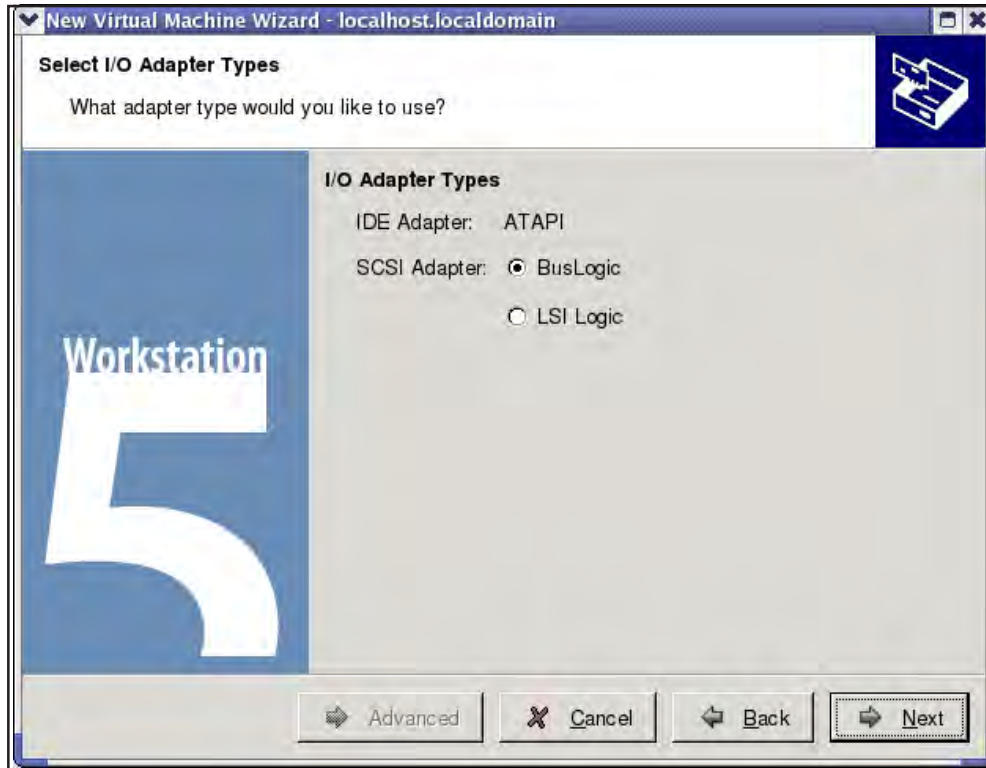 New Virtual Machine Wizard - localhost.localdomain
Select I/O Adapter Types
What adapter type would you like to use?
I/O Adapter Types
IDE Adapter: ATAPI
SCSI Adapter: BusLogic
LSI Logic
Workstation
5
Advanced Cancel Back Next